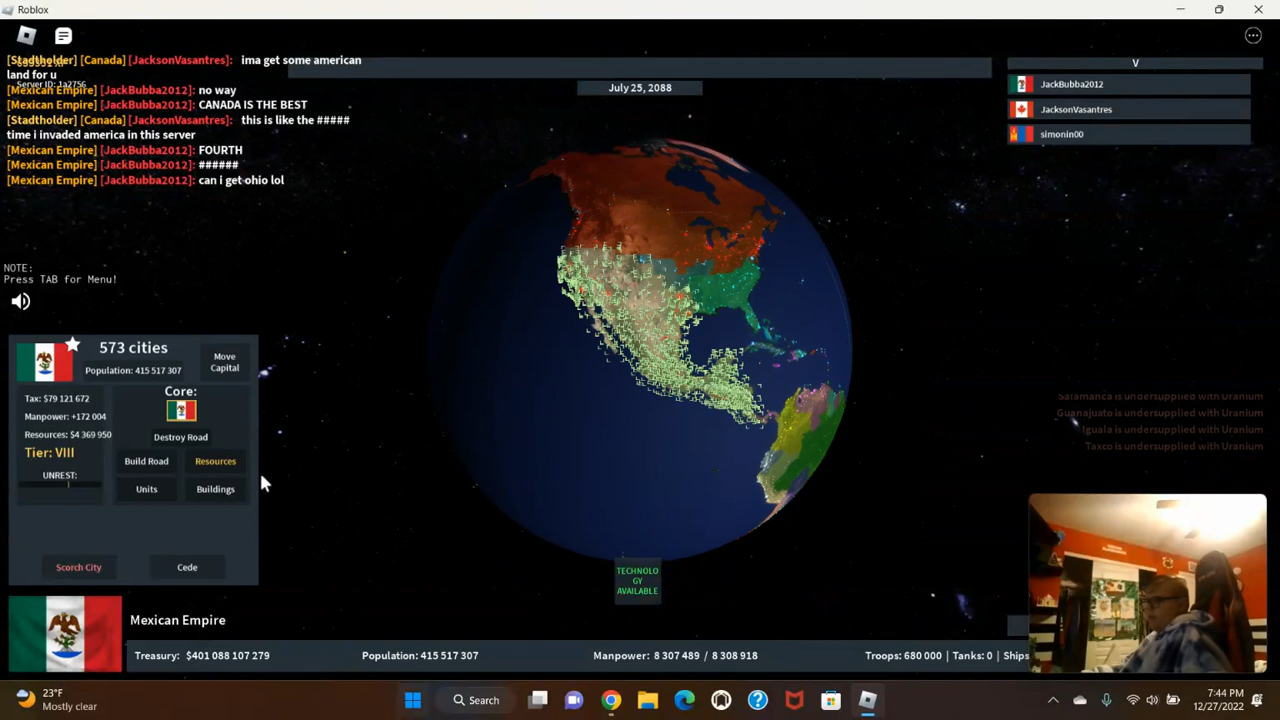 Roblox
[Stadtholder] [Canada] [JacksonVasantres]: ima get some american
land for u
Server ID: 1a2756
[Mexican Empire] [JackBubba2012]: no way
[Mexican Empire] [JackBubba2012]: CANADA IS THE BEST
[Stadtholder] [Canada] [JacksonVasantres]: this is like the #####
time i invaded america in this server
[Mexican Empire] [JackBubba2012]: FOURTH
[Mexican Empire] [JackBubba2012]: ######
[Mexican Empire] [JackBubba2012]: can i get ohio lol
July 25, 2088
V
JackBubba2012
JacksonVasantres
simonin00
NOTE:
Press TAB for Menu!
573 cities
Population: 415 517 307
Move
Capital
Core:
Tax: $79 121 672
Manpower: +172 004
Resources: $4 369 950
Tier: VIII
UNREST:
Destroy Road
Build Road
Resources
Units
Buildings
Scorch City
Cede
Salamanca is undersupplied with Uranium
Guanajuato is undersupplied with Uranium
Iguala is undersupplied with Uranium
Taxco is undersupplied with Uranium
TECHNOLO
GY
AVAILABLE
Mexican Empire
Treasury: $401 088 107 279
Population: 415 517 307
Manpower: 8 307 489 / 8 308 918
Troops: 680 000 | Tanks: 0 | Ships
23°F
Mostly clear
Search
7:44 PM
12/27/2022